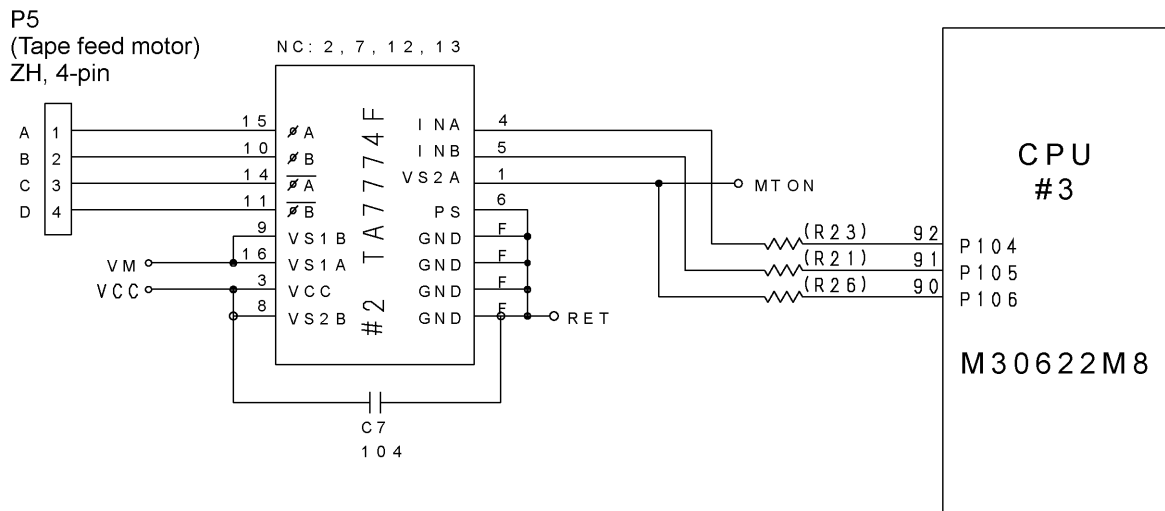 P5
(Tape feed motor)
ZH, 4-pin
NC: 2, 7, 12, 13
A 1 15 øA
B 2 10 øB
C 3 14 ø̅A̅
D 4 11 ø̅B̅
9 VS1B
VM 16 VS1A
VCC 3 VCC
8 VS2B
#2 TA7774F
INA 4
INB 5
VS2A 1 MTON
PS 6
GND F
GND F
GND F
GND F RET
C7
104
CPU
#3
(R23) 92 P104
(R21) 91 P105
(R26) 90 P106
M30622M8